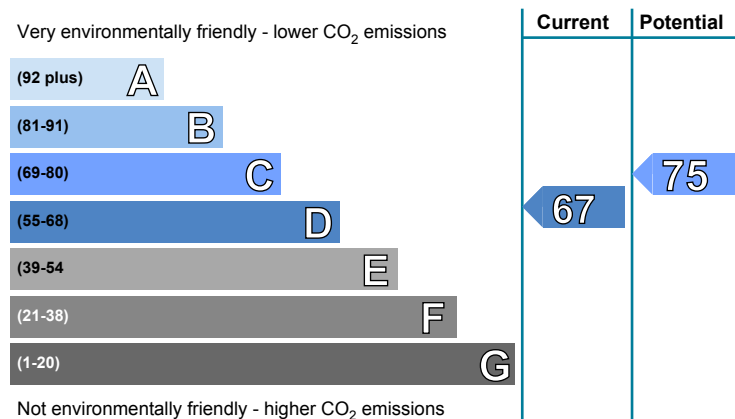 Current Potential
Very environmentally friendly - lower CO2 emissions
(92 plus) A
(81-91) B
(69-80) C
75
(55-68) D
67
(39-54 E
(21-38) F
(1-20) G
Not environmentally friendly - higher CO2 emissions